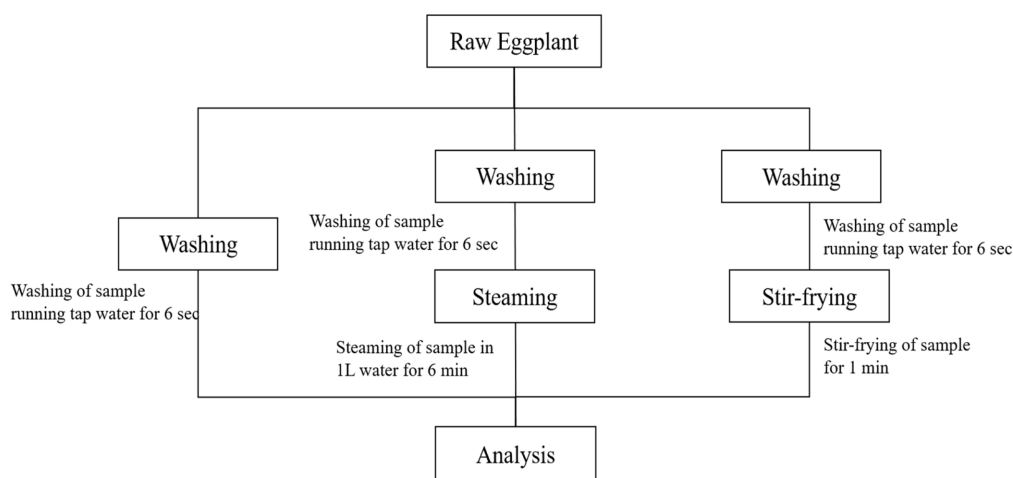 Raw Eggplant
Washing
Washing of sample
running tap water for 6 sec
Washing
Washing of sample
running tap water for 6 sec
Steaming
Steaming of sample in
1L water for 6 min
Washing
Washing of sample
running tap water for 6 sec
Stir-frying
Stir-frying of sample
for 1 min
Analysis